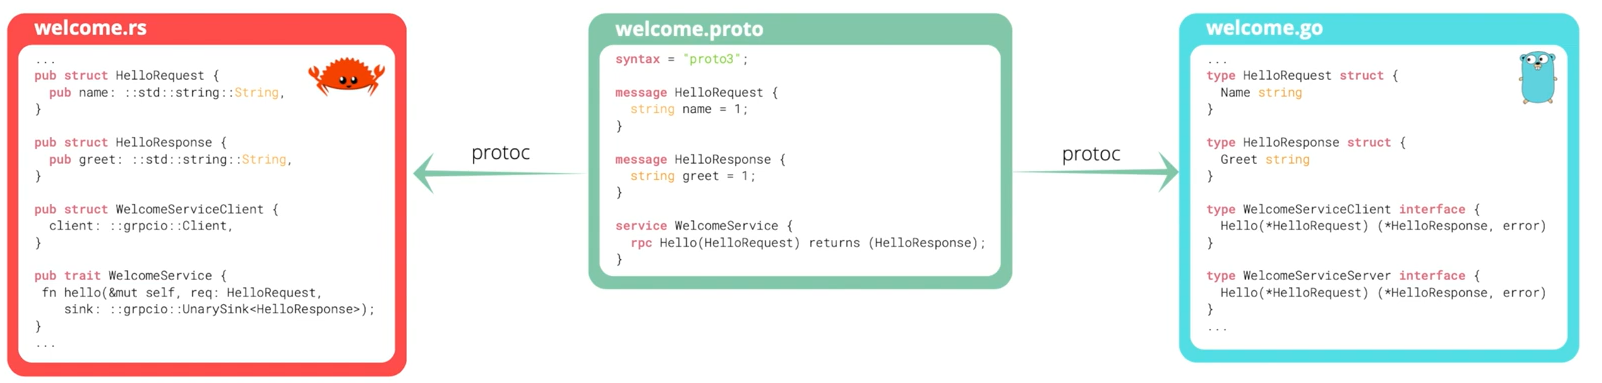 welcome.rs
...
pub struct HelloRequest {
  pub name: ::std::string::String,
}
pub struct HelloResponse {
  pub greet: ::std::string::String,
}
pub struct WelcomeServiceClient {
  client: ::grpcio::Client,
}
pub trait WelcomeService {
 fn hello(&mut self, req: HelloRequest,
    sink: ::grpcio::UnarySink<HelloResponse>);
}
...
protoc
welcome.proto
syntax = "proto3";
message HelloRequest {
  string name = 1;
}
message HelloResponse {
  string greet = 1;
}
service WelcomeService {
  rpc Hello(HelloRequest) returns (HelloResponse);
}
protoc
welcome.go
...
type HelloRequest struct {
  Name string
}
type HelloResponse struct {
  Greet string
}
type WelcomeServiceClient interface {
  Hello(*HelloRequest) (*HelloResponse, error)
}
type WelcomeServiceServer interface {
  Hello(*HelloRequest) (*HelloResponse, error)
}
...